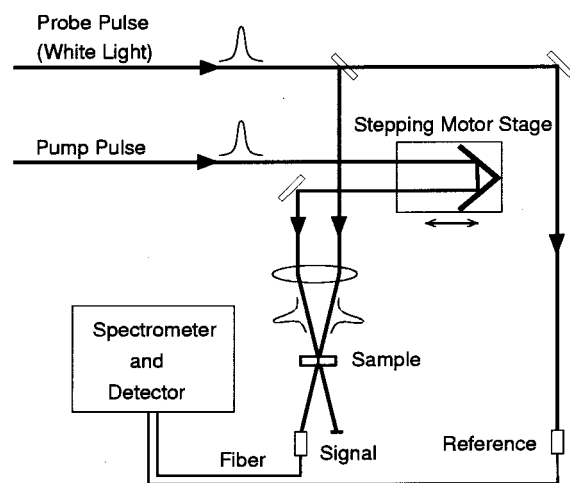 Probe Pulse
(White Light)
Stepping Motor Stage
Pump Pulse
Spectrometer
and
Detector
Sample
Signal
Reference
Fiber